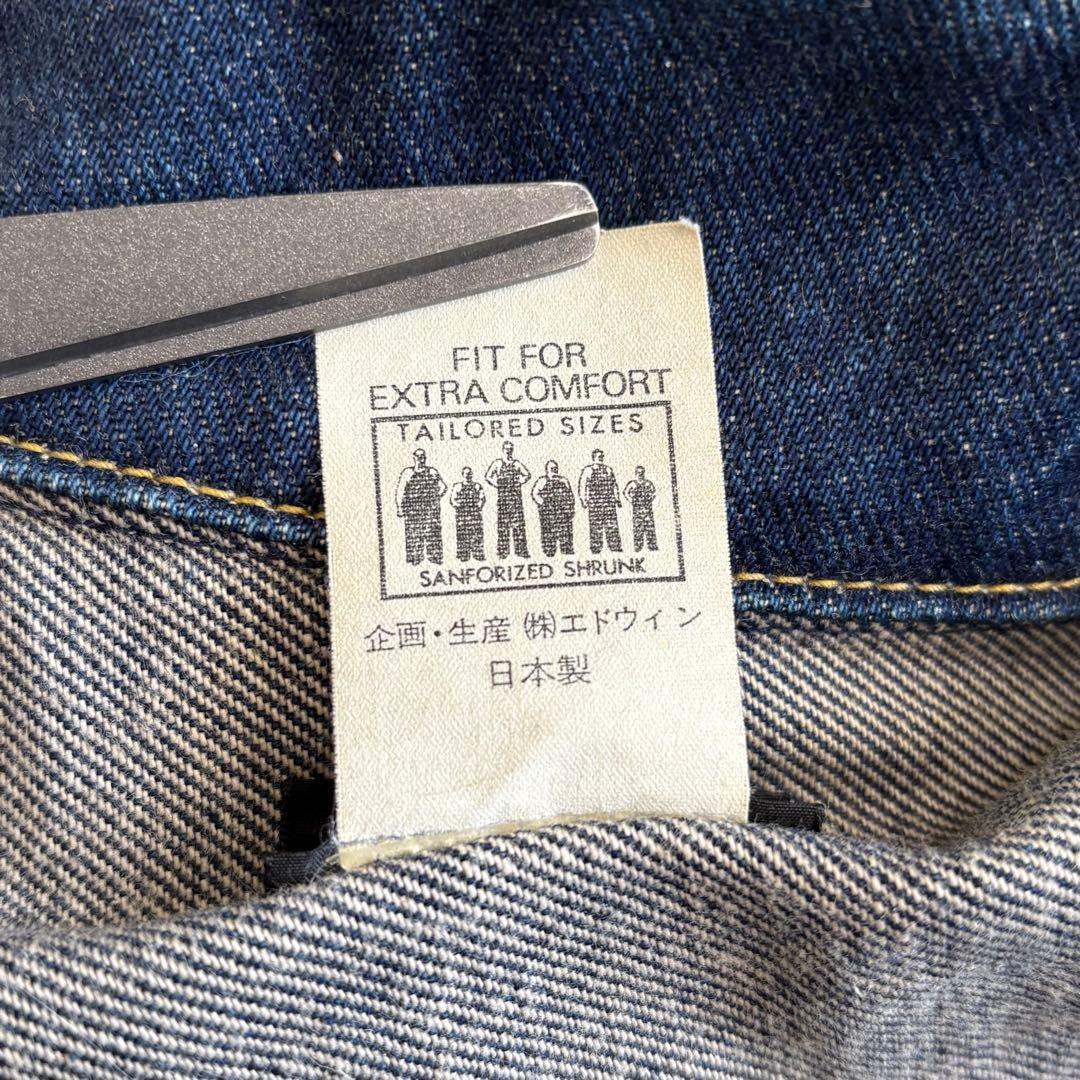 FIT FOR
EXTRA COMFORT
TAILORED SIZES
SANFORIZED SHRUNK
企画・生産 ㈱エドウィン
日本製